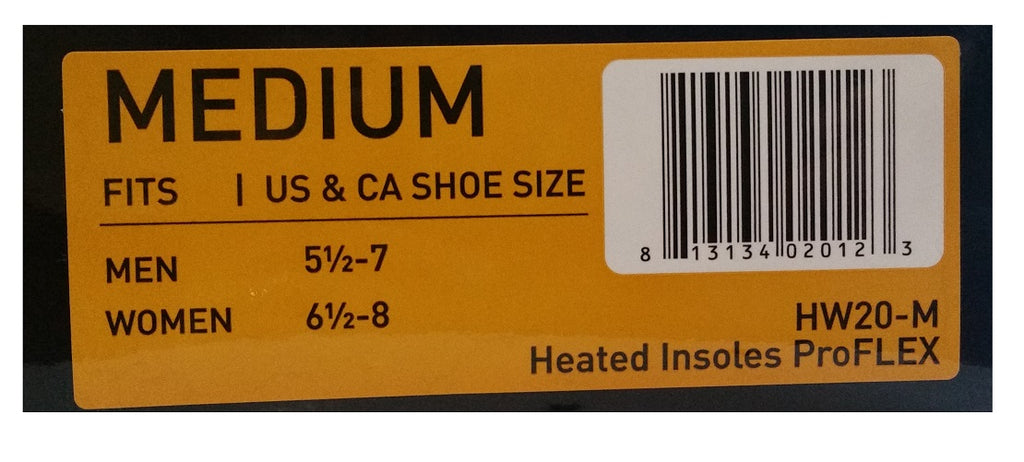 MEDIUM
FITS | US & CA SHOE SIZE
MEN 5½-7
WOMEN 6½-8
8 13134 02012 3
HW20-M
Heated Insoles ProFLEX